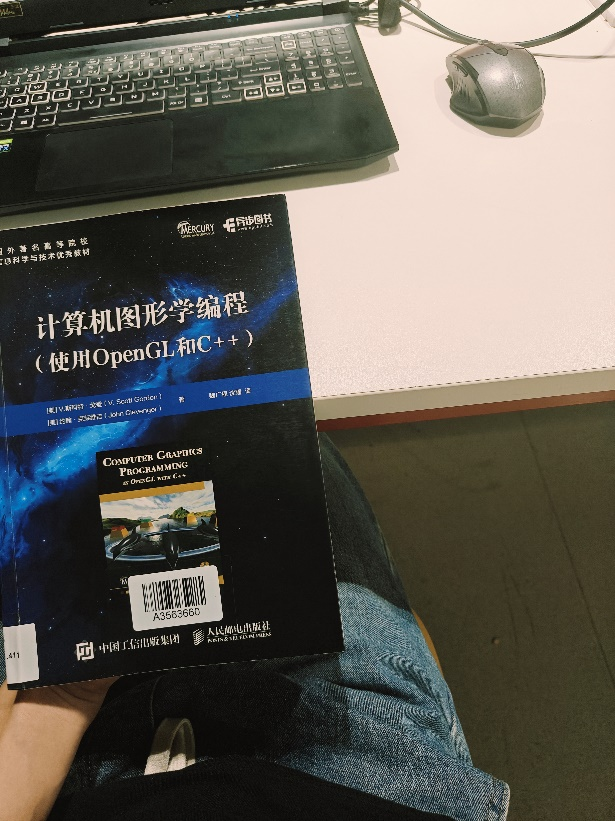 MERCURY
异步图书
国外著名高等院校
信息科学与技术优秀教材
计算机图形学编程
（使用OpenGL和C++）
[美] V.斯科特·戈登（V. Scott Gordon）
[美] 约翰·克莱维吉（John Clevenger）
著
译
COMPUTER GRAPHICS
PROGRAMMING
IN OPENGL WITH C++
A3563660
.411
中国工信出版集团
人民邮电出版社
POSTS & TELECOM PRESS